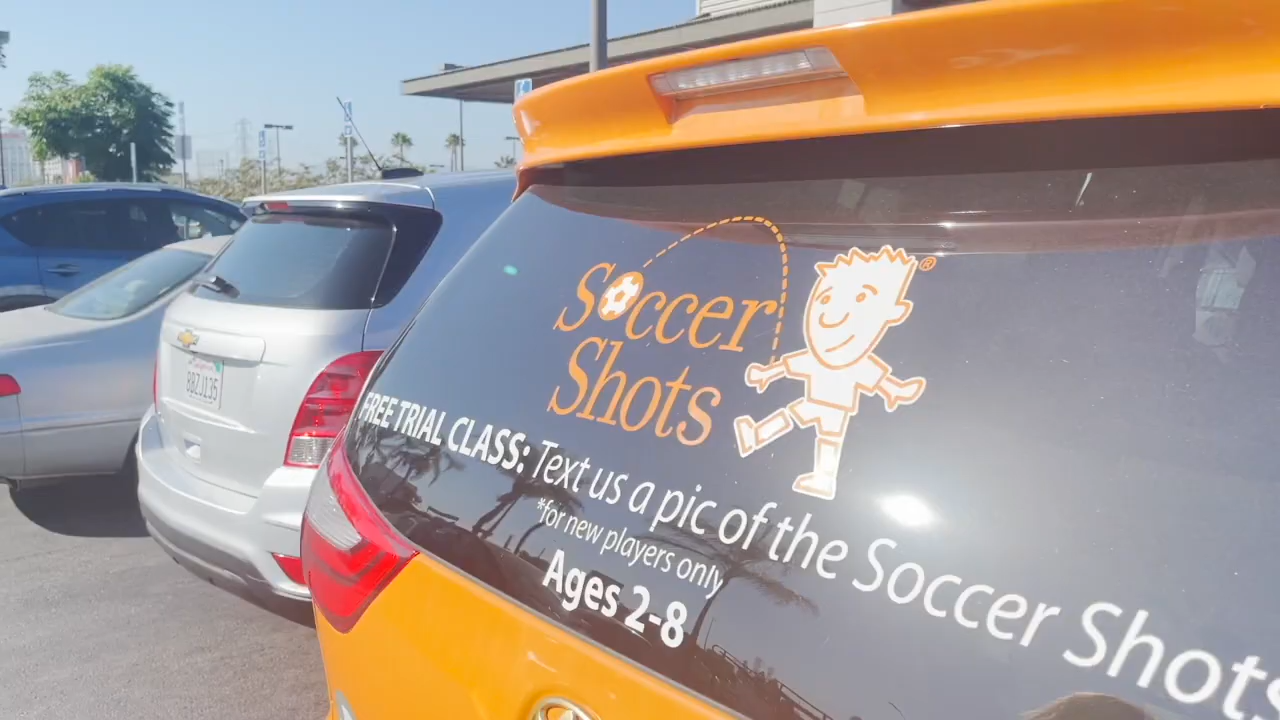 Soccer
Shots
®
FREE TRIAL CLASS: Text us a pic of the Soccer Shots
*for new players only
Ages 2-8